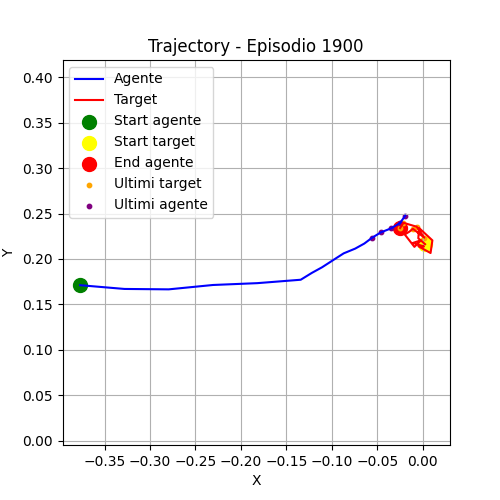 Trajectory - Episodio 1900
Agente
Target
Start agente
Start target
End agente
Ultimi target
Ultimi agente
0.40
0.35
0.30
0.25
0.20
0.15
0.10
0.05
0.00
Y
−0.35 −0.30 −0.25 −0.20 −0.15 −0.10 −0.05 0.00
X